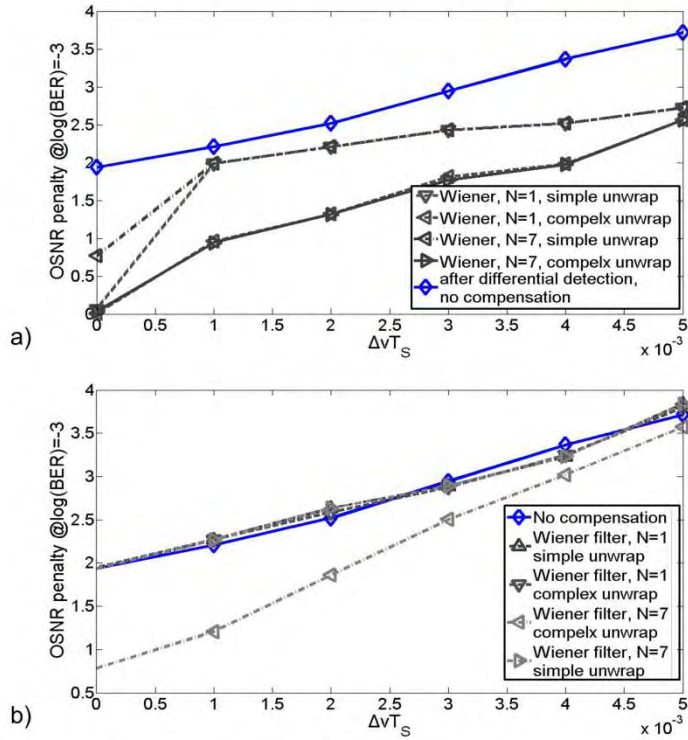 4
3.5
3
2.5
2
1.5
1
0.5
0
OSNR penalty @log(BER)=-3
Wiener, N=1, simple unwrap
Wiener, N=1, compelx unwrap
Wiener, N=7, simple unwrap
Wiener, N=7, compelx unwrap
after differential detection,
no compensation
0 0.5 1 1.5 2 2.5 3 3.5 4 4.5 5
ΔvT_S
x 10^-3
a)
4
3.5
3
2.5
2
1.5
1
0.5
OSNR penalty @log(BER)=-3
No compensation
Wiener filter, N=1
simple unwrap
Wiener filter, N=1
complex unwrap
Wiener filter, N=7
compelx unwrap
Wiener filter, N=7
simple unwrap
0 0.5 1 1.5 2 2.5 3 3.5 4 4.5 5
ΔvT_S
x 10^-3
b)